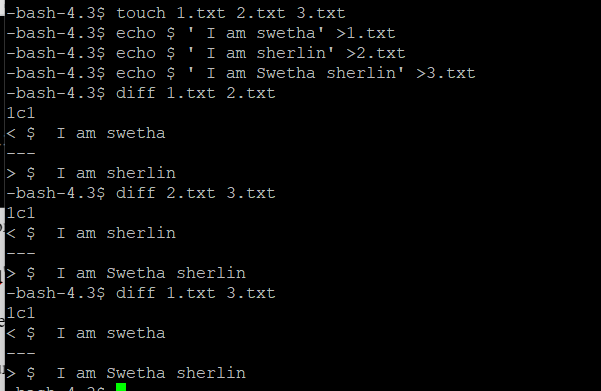 -bash-4.3$ touch 1.txt 2.txt 3.txt
-bash-4.3$ echo $ ' I am swetha' >1.txt
-bash-4.3$ echo $ ' I am sherlin' >2.txt
-bash-4.3$ echo $ ' I am Swetha sherlin' >3.txt
-bash-4.3$ diff 1.txt 2.txt
1c1
< $  I am swetha
---
> $  I am sherlin
-bash-4.3$ diff 2.txt 3.txt
1c1
< $  I am sherlin
---
> $  I am Swetha sherlin
-bash-4.3$ diff 1.txt 3.txt
1c1
< $  I am swetha
---
> $  I am Swetha sherlin
-bash-4.3$